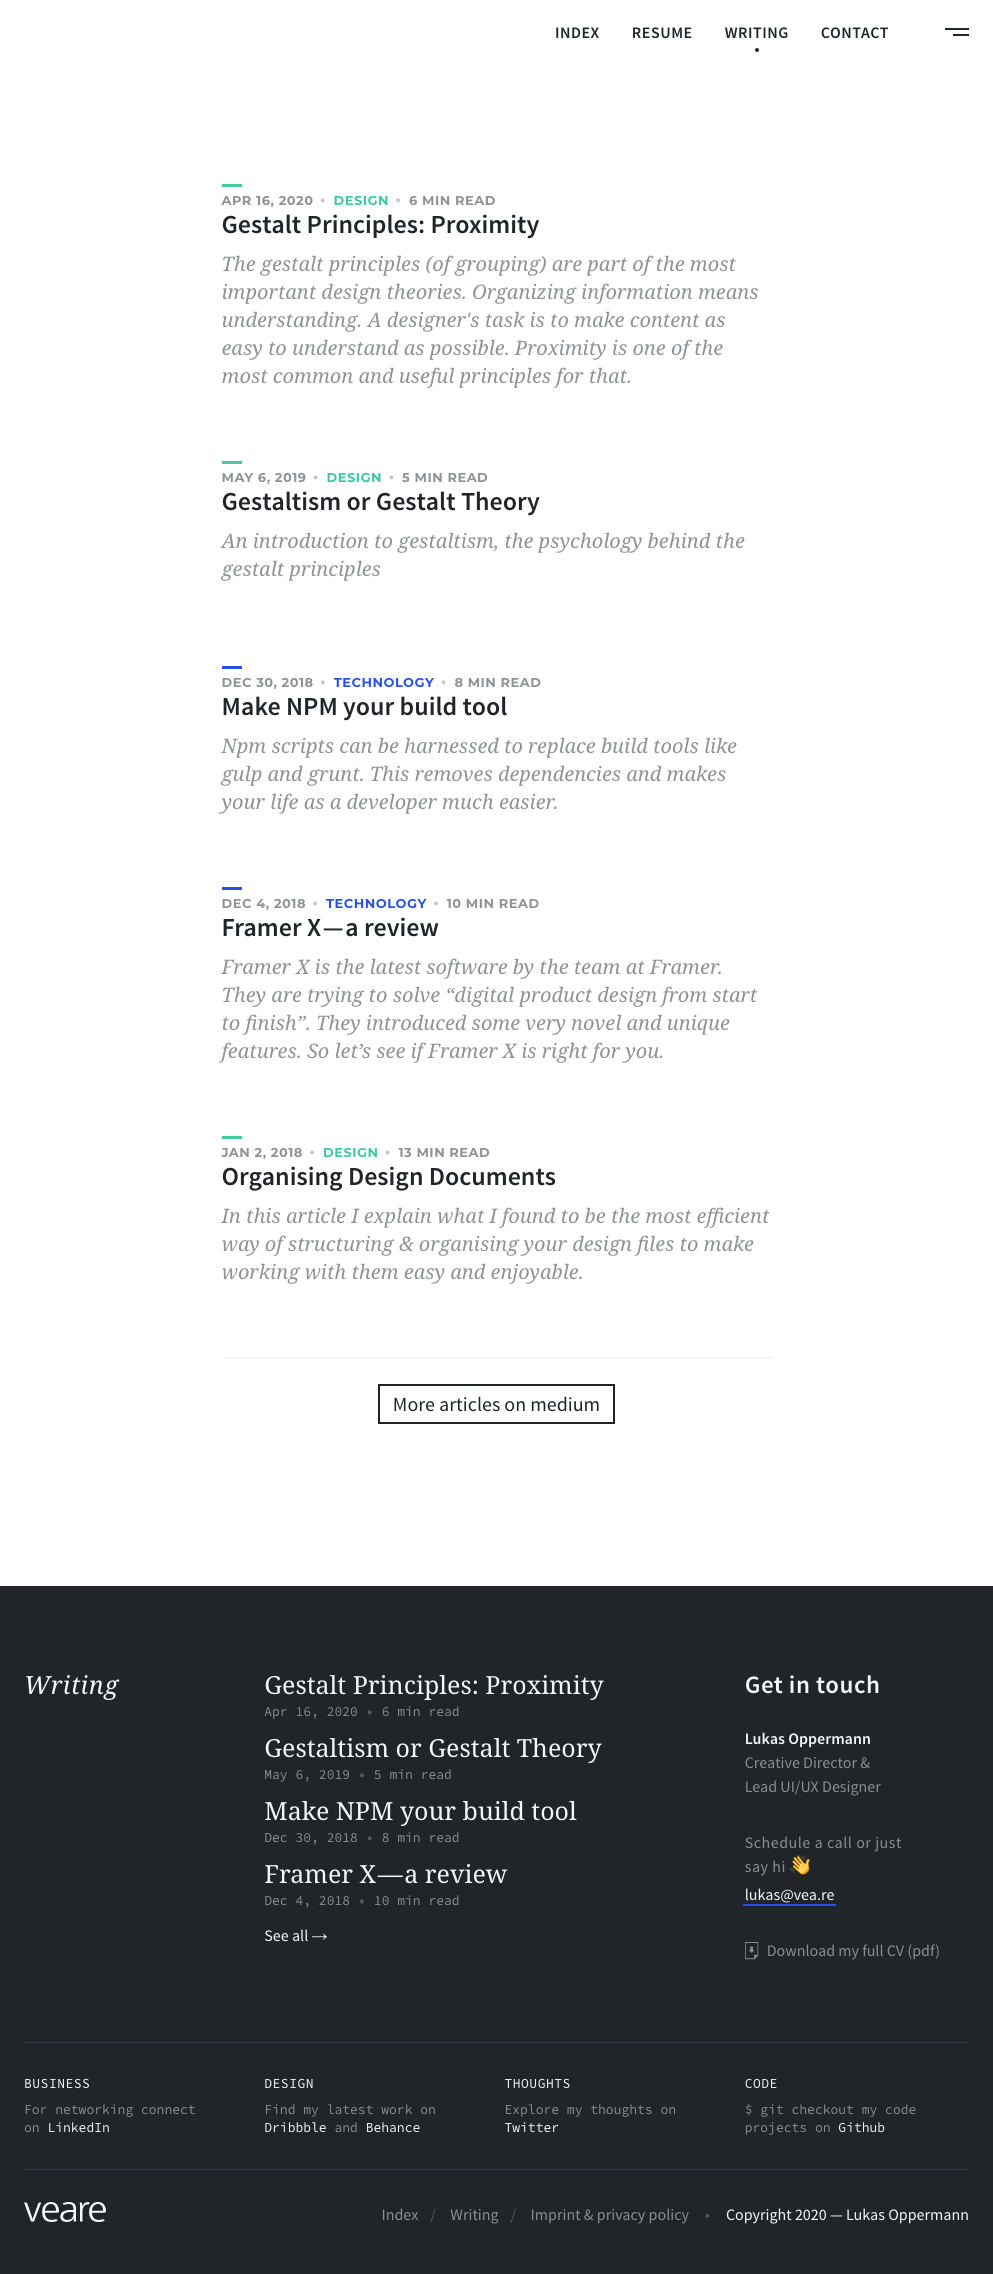 INDEX RESUME WRITING CONTACT
APR 16, 2020 • DESIGN • 6 MIN READ
Gestalt Principles: Proximity
The gestalt principles (of grouping) are part of the most
important design theories. Organizing information means
understanding. A designer's task is to make content as
easy to understand as possible. Proximity is one of the
most common and useful principles for that.
MAY 6, 2019 • DESIGN • 5 MIN READ
Gestaltism or Gestalt Theory
An introduction to gestaltism, the psychology behind the
gestalt principles
DEC 30, 2018 • TECHNOLOGY • 8 MIN READ
Make NPM your build tool
Npm scripts can be harnessed to replace build tools like
gulp and grunt. This removes dependencies and makes
your life as a developer much easier.
DEC 4, 2018 • TECHNOLOGY • 10 MIN READ
Framer X—a review
Framer X is the latest software by the team at Framer.
They are trying to solve “digital product design from start
to finish”. They introduced some very novel and unique
features. So let’s see if Framer X is right for you.
JAN 2, 2018 • DESIGN • 13 MIN READ
Organising Design Documents
In this article I explain what I found to be the most efficient
way of structuring & organising your design files to make
working with them easy and enjoyable.
More articles on medium
Writing
Gestalt Principles: Proximity
Apr 16, 2020 • 6 min read
Gestaltism or Gestalt Theory
May 6, 2019 • 5 min read
Make NPM your build tool
Dec 30, 2018 • 8 min read
Framer X—a review
Dec 4, 2018 • 10 min read
See all →
Get in touch
Lukas Oppermann
Creative Director &
Lead UI/UX Designer
Schedule a call or just
say hi 👋
lukas@vea.re
Download my full CV (pdf)
BUSINESS
For networking connect
on LinkedIn
DESIGN
Find my latest work on
Dribbble and Behance
THOUGHTS
Explore my thoughts on
Twitter
CODE
$ git checkout my code
projects on Github
veare
Index / Writing / Imprint & privacy policy • Copyright 2020 — Lukas Oppermann